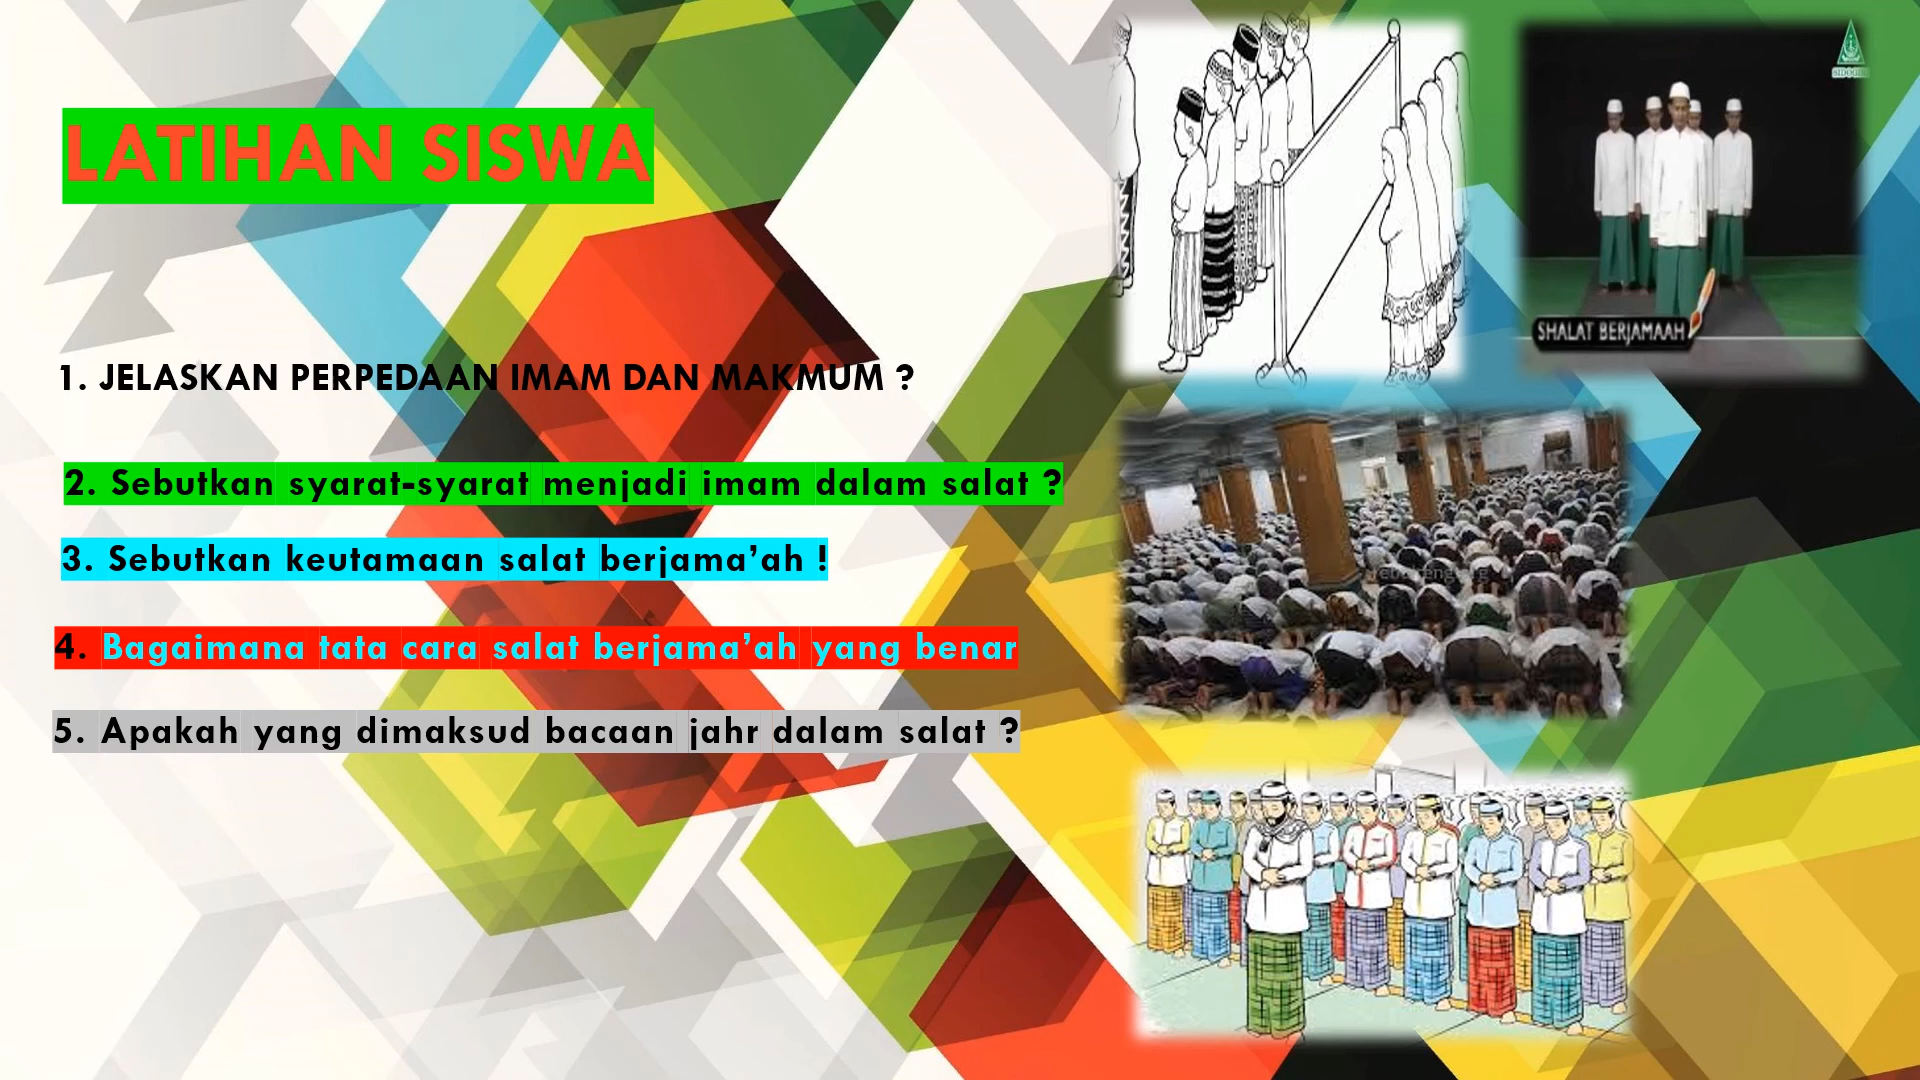 LATIHAN SISWA
1. JELASKAN PERPEDAAN IMAM DAN MAKMUM ?
2. Sebutkan syarat-syarat menjadi imam dalam salat ?
3. Sebutkan keutamaan salat berjama’ah !
4. Bagaimana tata cara salat berjama’ah yang benar
5. Apakah yang dimaksud bacaan jahr dalam salat ?
SIDOGIRI
SHALAT BERJAMAAH